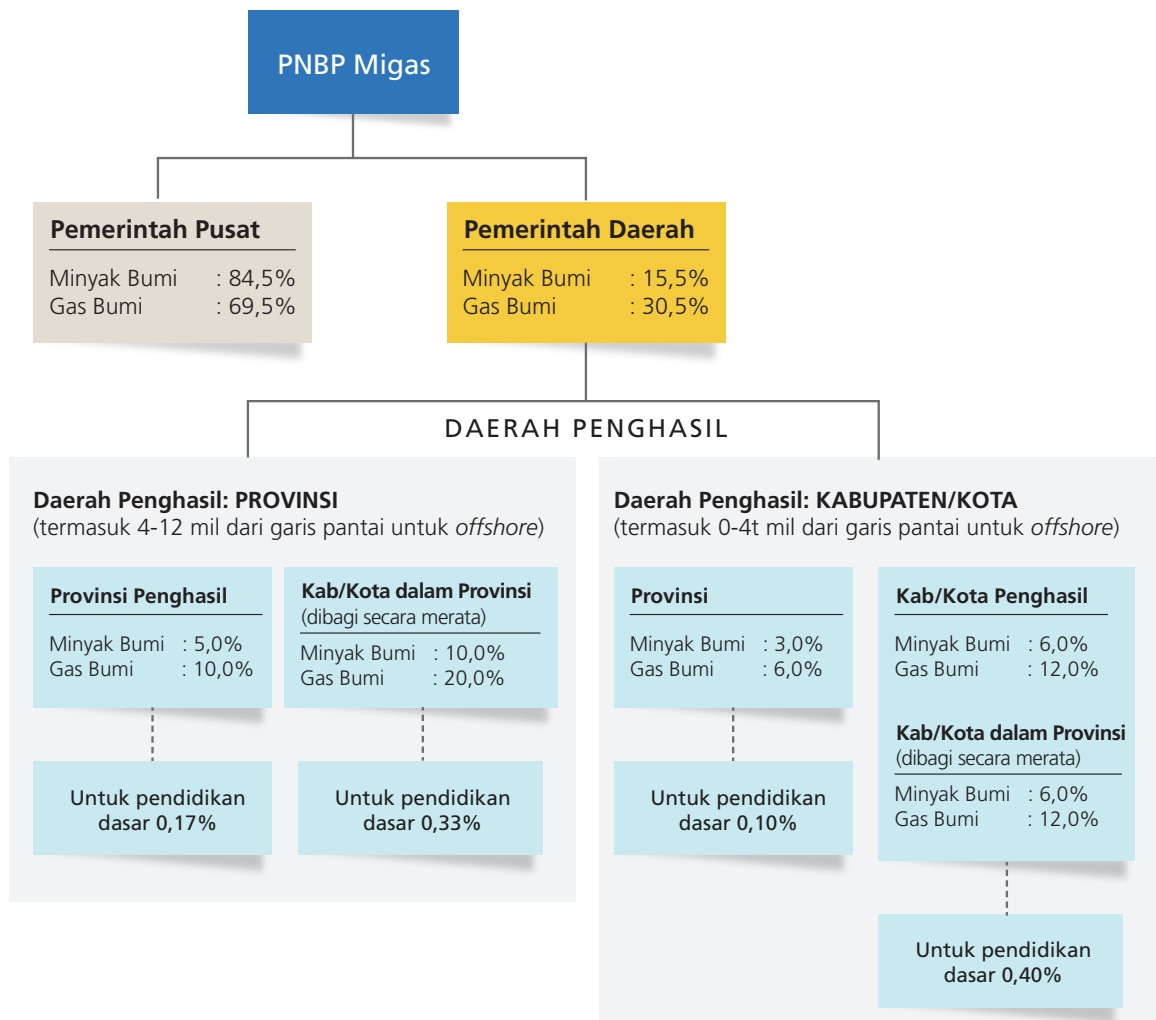 PNBP Migas
Pemerintah Pusat
Minyak Bumi : 84,5%
Gas Bumi : 69,5%
Pemerintah Daerah
Minyak Bumi : 15,5%
Gas Bumi : 30,5%
DAERAH PENGHASIL
Daerah Penghasil: PROVINSI
(termasuk 4-12 mil dari garis pantai untuk offshore)
Provinsi Penghasil
Minyak Bumi : 5,0%
Gas Bumi : 10,0%
Kab/Kota dalam Provinsi
(dibagi secara merata)
Minyak Bumi : 10,0%
Gas Bumi : 20,0%
Untuk pendidikan
dasar 0,17%
Untuk pendidikan
dasar 0,33%
Daerah Penghasil: KABUPATEN/KOTA
(termasuk 0-4t mil dari garis pantai untuk offshore)
Provinsi
Minyak Bumi : 3,0%
Gas Bumi : 6,0%
Kab/Kota Penghasil
Minyak Bumi : 6,0%
Gas Bumi : 12,0%
Kab/Kota dalam Provinsi
(dibagi secara merata)
Minyak Bumi : 6,0%
Gas Bumi : 12,0%
Untuk pendidikan
dasar 0,10%
Untuk pendidikan
dasar 0,40%